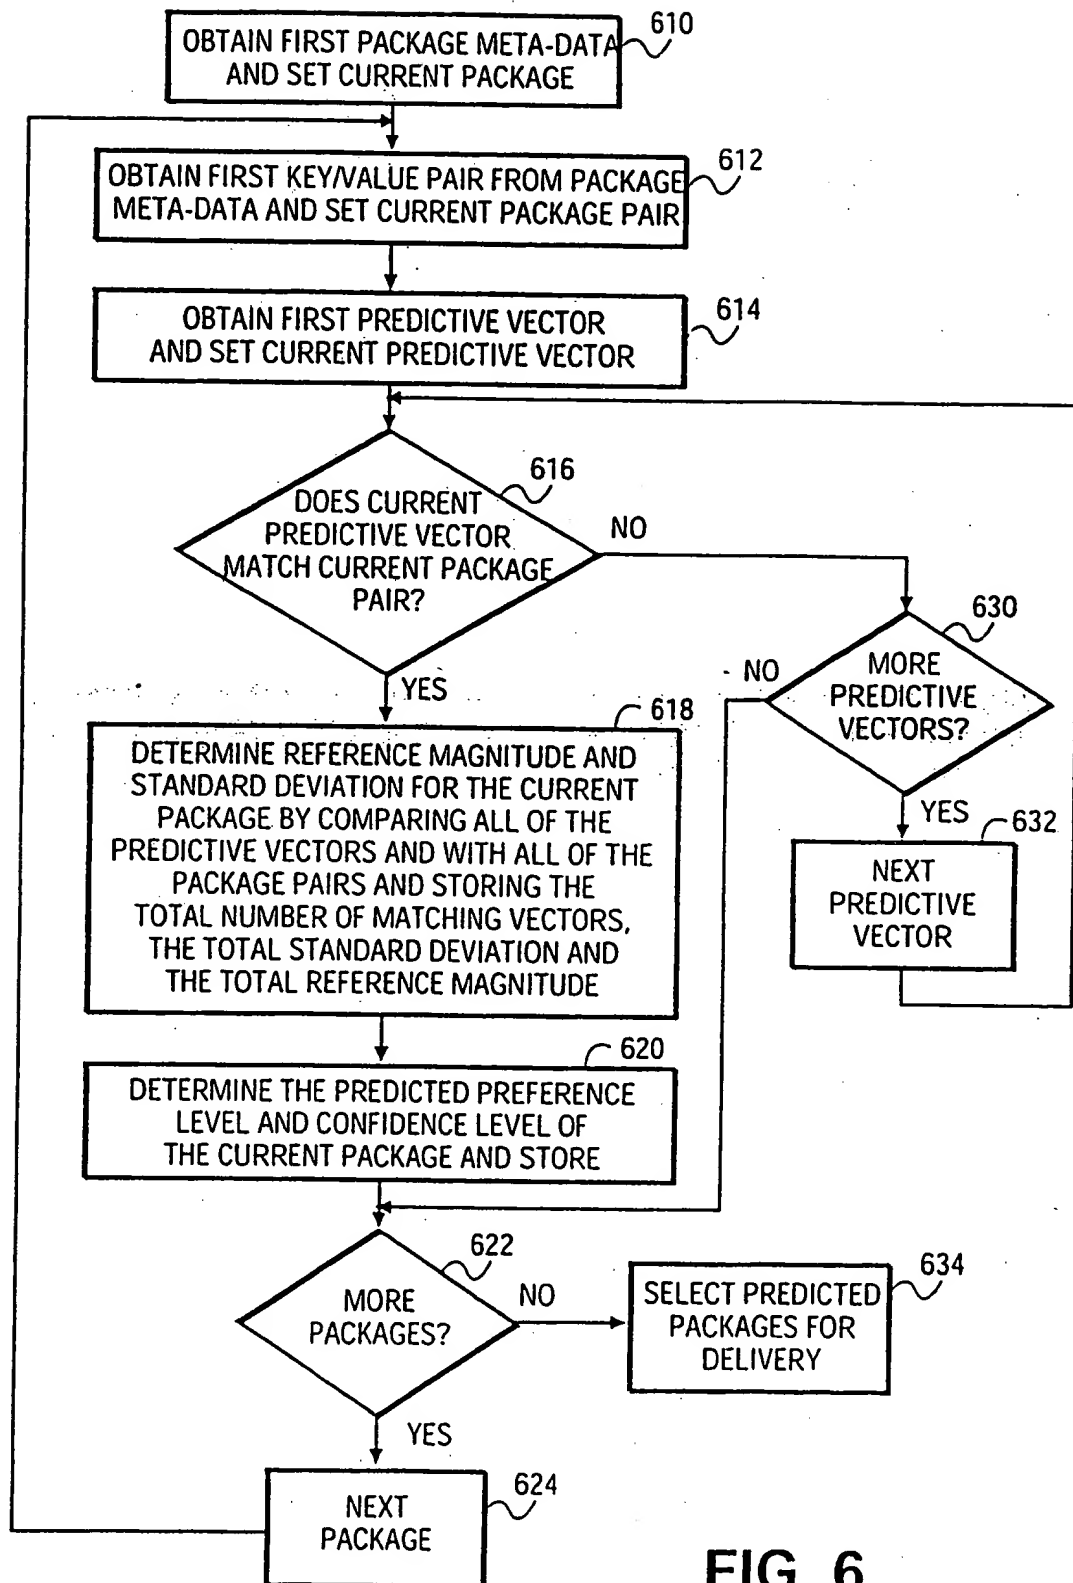 OBTAIN FIRST PACKAGE META-DATA
AND SET CURRENT PACKAGE
610
OBTAIN FIRST KEY/VALUE PAIR FROM PACKAGE
META-DATA AND SET CURRENT PACKAGE PAIR
612
OBTAIN FIRST PREDICTIVE VECTOR
AND SET CURRENT PREDICTIVE VECTOR
614
DOES CURRENT
PREDICTIVE VECTOR
MATCH CURRENT PACKAGE
PAIR?
616
NO
YES
MORE
PREDICTIVE
VECTORS?
630
NO
YES
NEXT
PREDICTIVE
VECTOR
632
DETERMINE REFERENCE MAGNITUDE AND
STANDARD DEVIATION FOR THE CURRENT
PACKAGE BY COMPARING ALL OF THE
PREDICTIVE VECTORS AND WITH ALL OF THE
PACKAGE PAIRS AND STORING THE
TOTAL NUMBER OF MATCHING VECTORS,
THE TOTAL STANDARD DEVIATION AND
THE TOTAL REFERENCE MAGNITUDE
618
DETERMINE THE PREDICTED PREFERENCE
LEVEL AND CONFIDENCE LEVEL OF
THE CURRENT PACKAGE AND STORE
620
MORE
PACKAGES?
622
NO
YES
SELECT PREDICTED
PACKAGES FOR
DELIVERY
634
NEXT
PACKAGE
624
FIG. 6